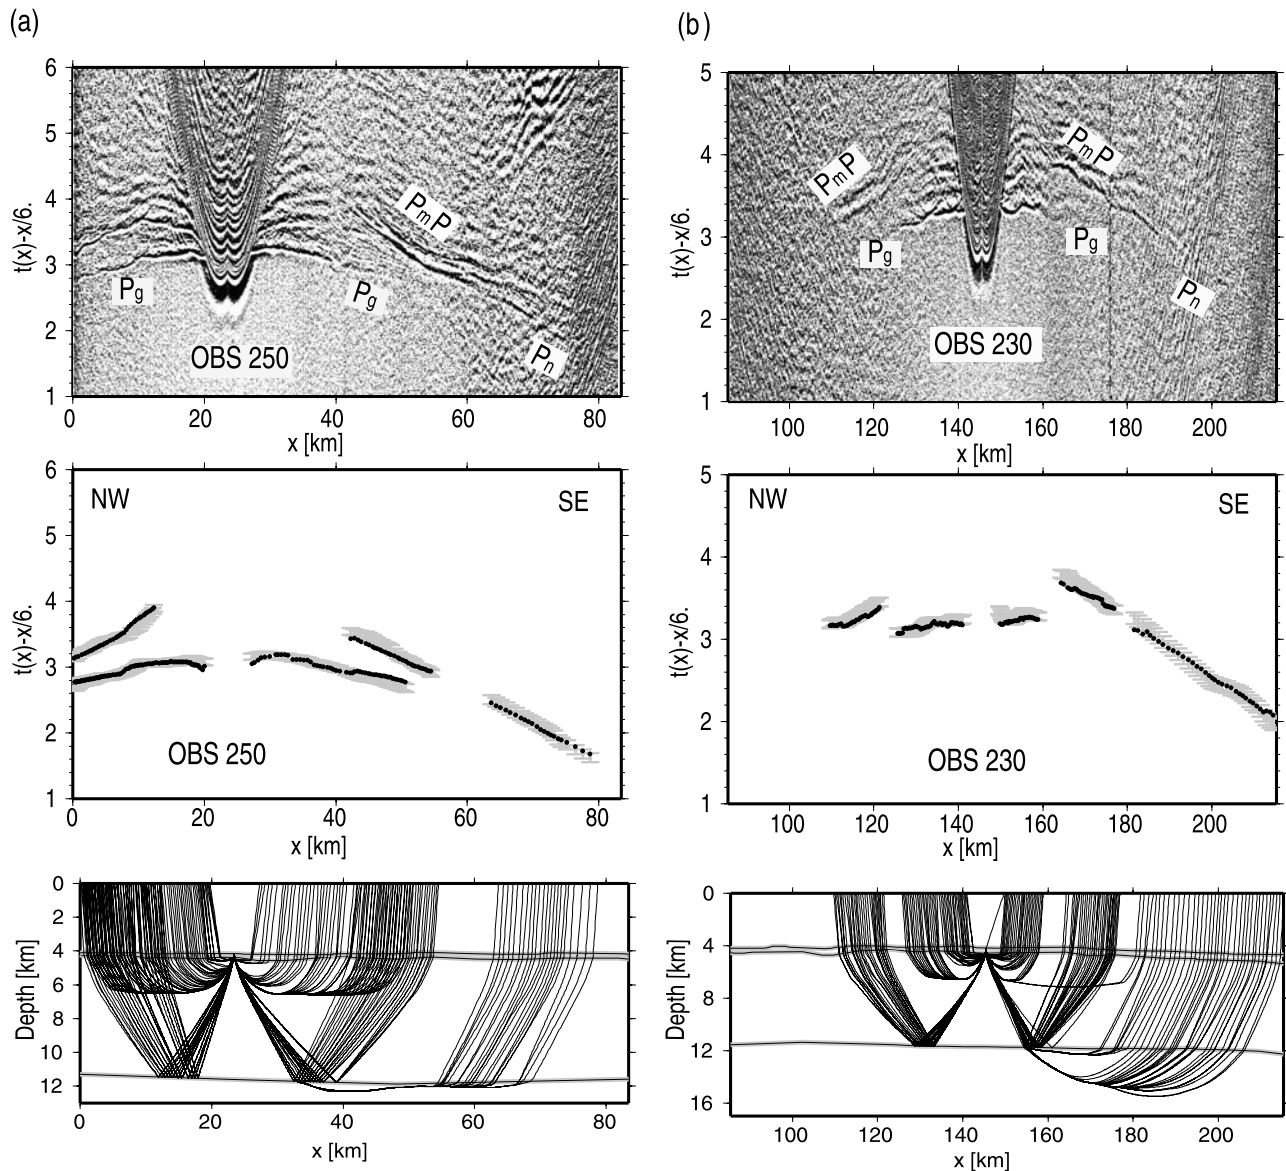 (a)
6
5
4
3
2
1
t(x)-x/6.
PmP
Pg
Pg
Pn
OBS 250
0 20 40 60 80
x [km]
(b)
5
4
3
2
1
t(x)-x/6.
PmP
PmP
Pg
Pg
Pn
OBS 230
100 120 140 160 180 200
x [km]
6
5
4
3
2
1
t(x)-x/6.
NW
SE
OBS 250
0 20 40 60 80
x [km]
5
4
3
2
1
t(x)-x/6.
NW
SE
OBS 230
100 120 140 160 180 200
x [km]
0
2
4
6
8
10
12
Depth [km]
0 20 40 60 80
x [km]
0
4
8
12
16
Depth [km]
100 120 140 160 180 200
x [km]